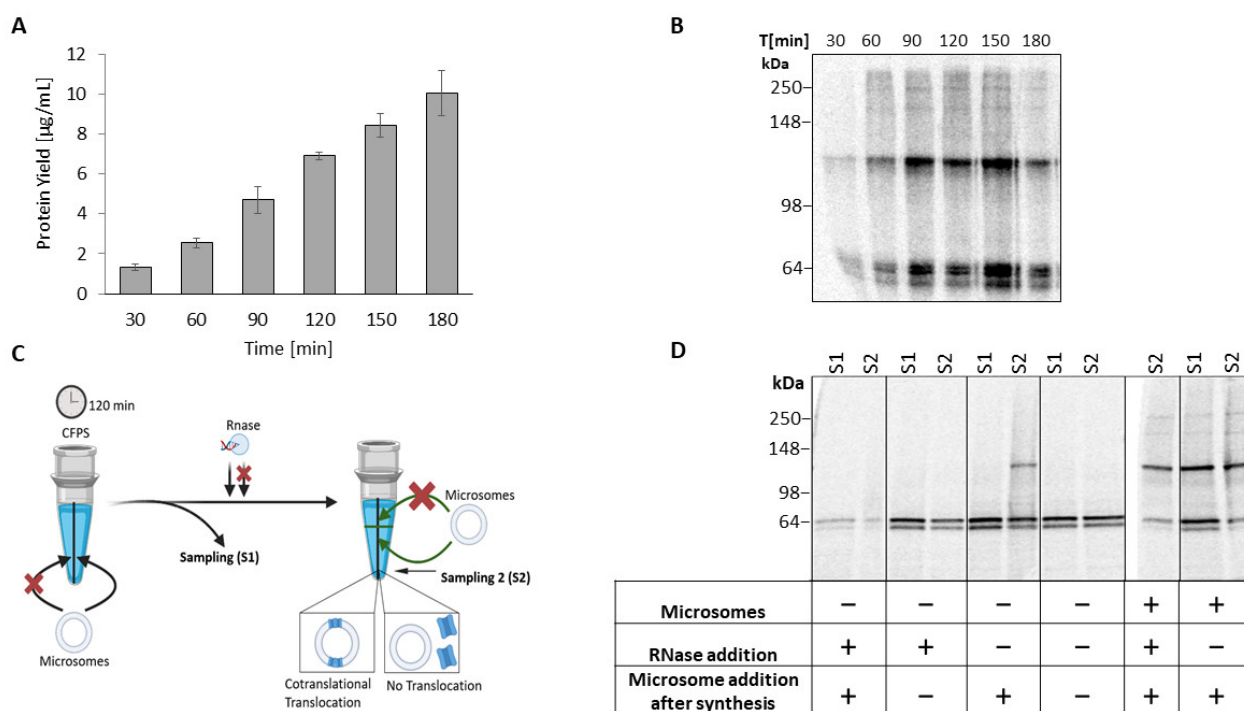 A
Protein Yield [µg/mL]
12
10
8
6
4
2
0
30 60 90 120 150 180
Time [min]
B
T[min] 30 60 90 120 150 180
kDa
250
148
98
64
C
120 min
CFPS
Rnase
Microsomes
Sampling (S1)
Sampling 2 (S2)
Microsomes
Cotranslational
Translocation
No Translocation
D
S1 S2 S1 S2 S1 S2 S1 S2 S2 S1 S2
kDa
250
148
98
64
Microsomes − − − − + +
RNase addition + + − − + −
Microsome addition
after synthesis + − + − + +